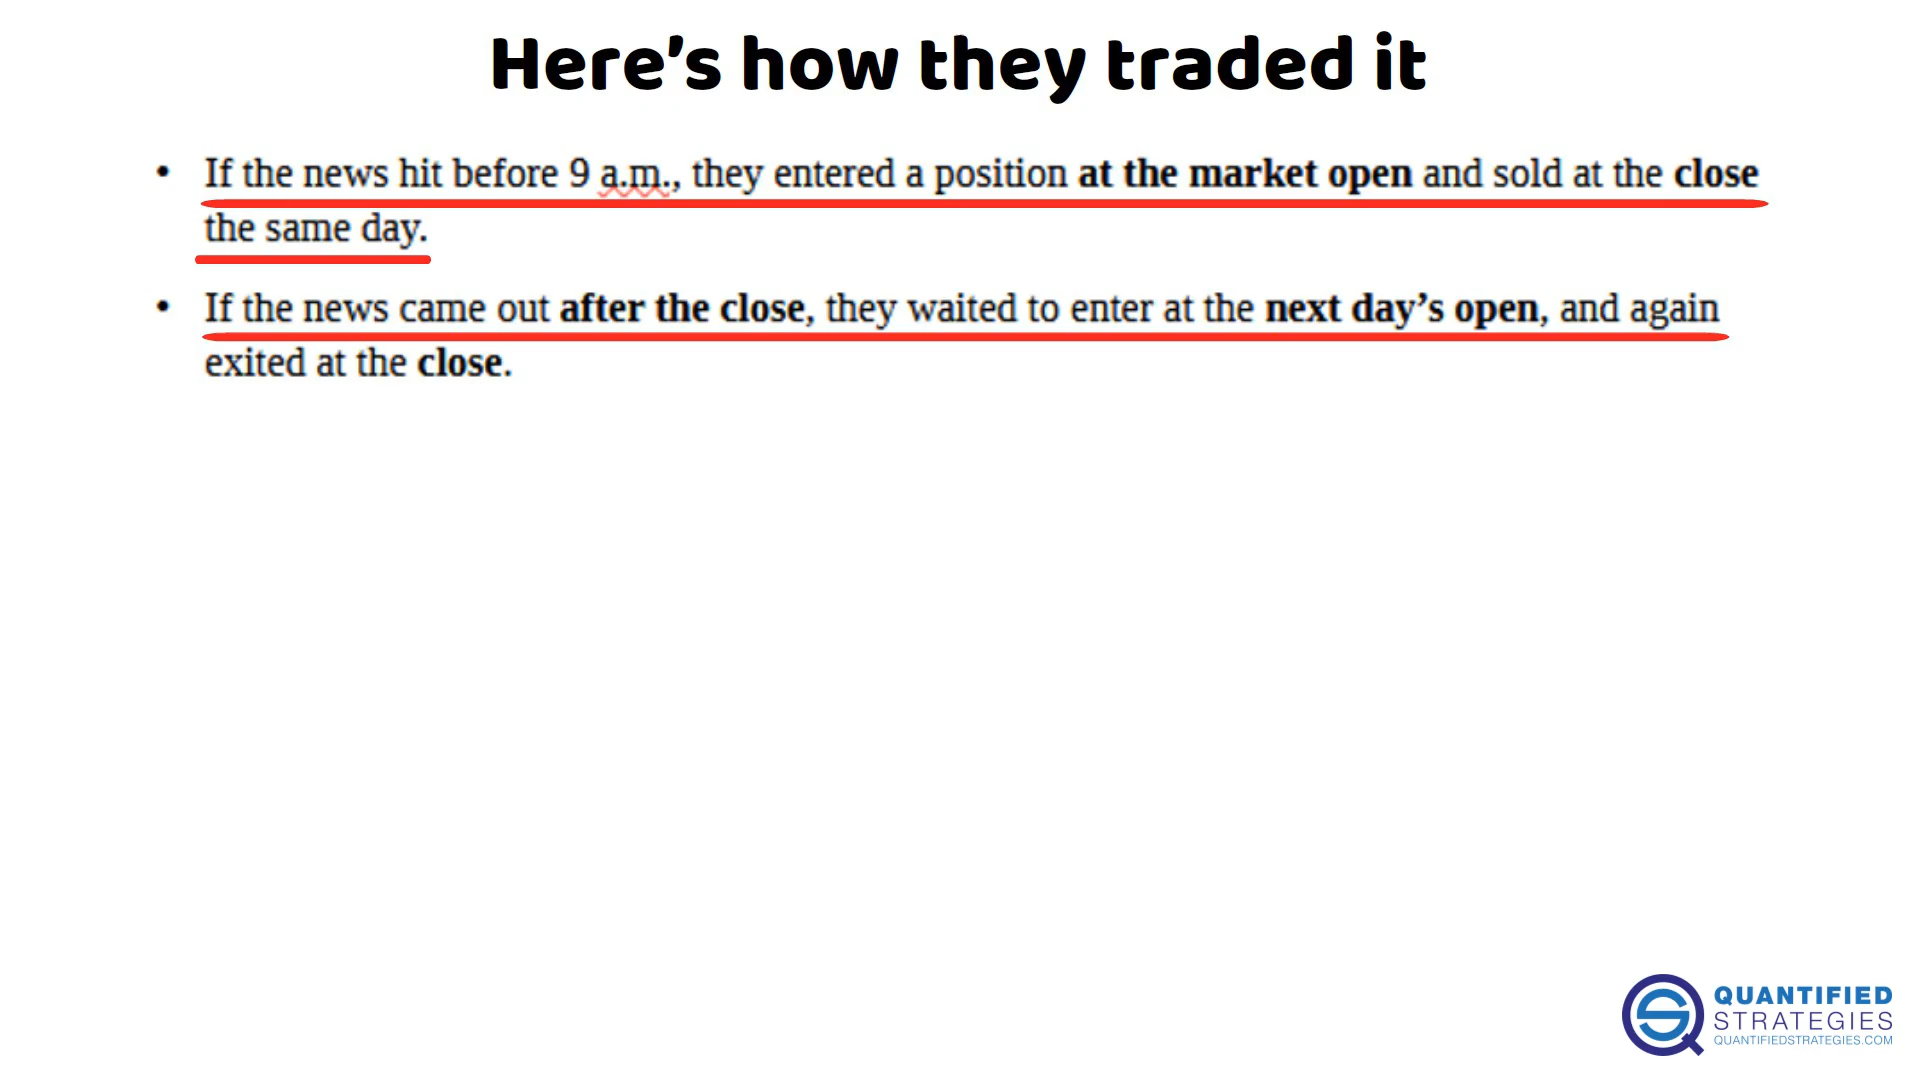 Here’s how they traded it
• If the news hit before 9 a.m., they entered a position at the market open and sold at the close
the same day.
• If the news came out after the close, they waited to enter at the next day’s open, and again
exited at the close.
QUANTIFIED
STRATEGIES
QUANTIFIEDSTRATEGIES.COM